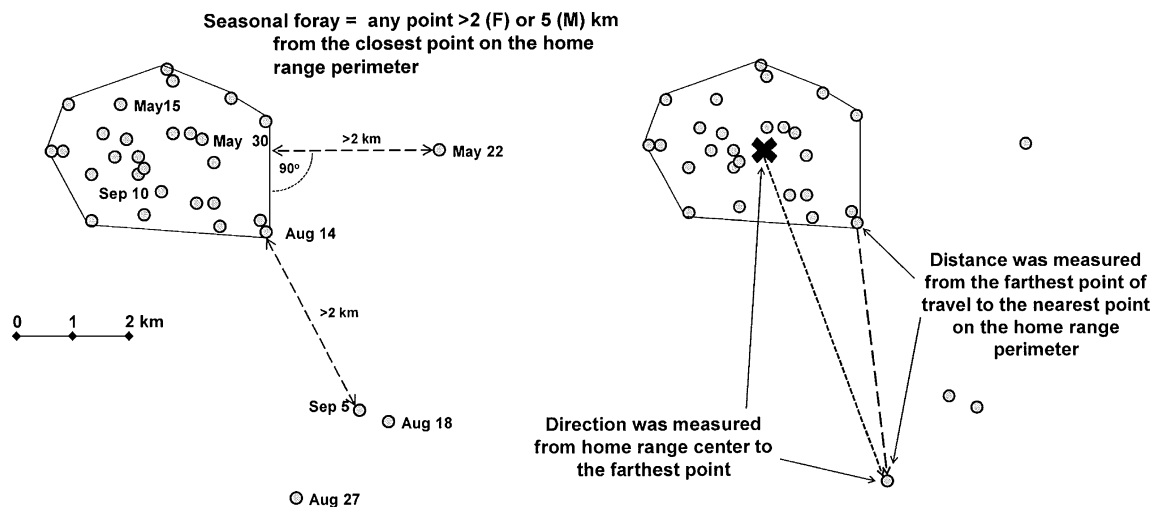 Seasonal foray = any point >2 (F) or 5 (M) km
from the closest point on the home
range perimeter
May15
May 30
>2 km
May 22
90º
Sep 10
Aug 14
>2 km
0 1 2 km
Sep 5
Aug 18
Aug 27
Distance was measured
from the farthest point of
travel to the nearest point
on the home range
perimeter
Direction was measured
from home range center to
the farthest point